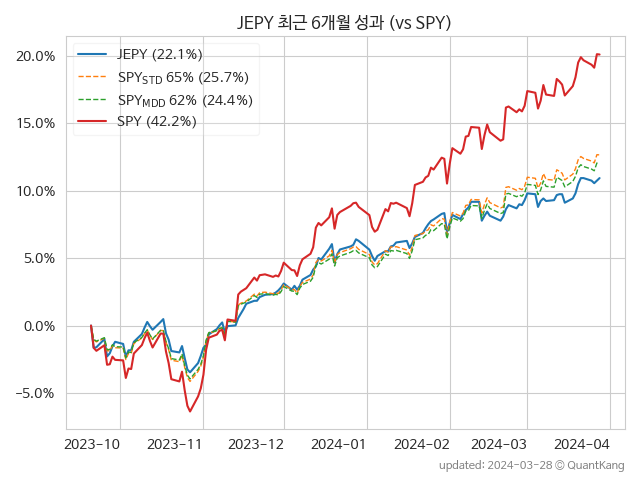 JEPY 최근 6개월 성과 (vs SPY)
JEPY (22.1%)
SPY_STD 65% (25.7%)
SPY_MDD 62% (24.4%)
SPY (42.2%)
20.0%
15.0%
10.0%
5.0%
0.0%
−5.0%
2023-10 2023-11 2023-12 2024-01 2024-02 2024-03 2024-04
updated: 2024-03-28 © QuantKang